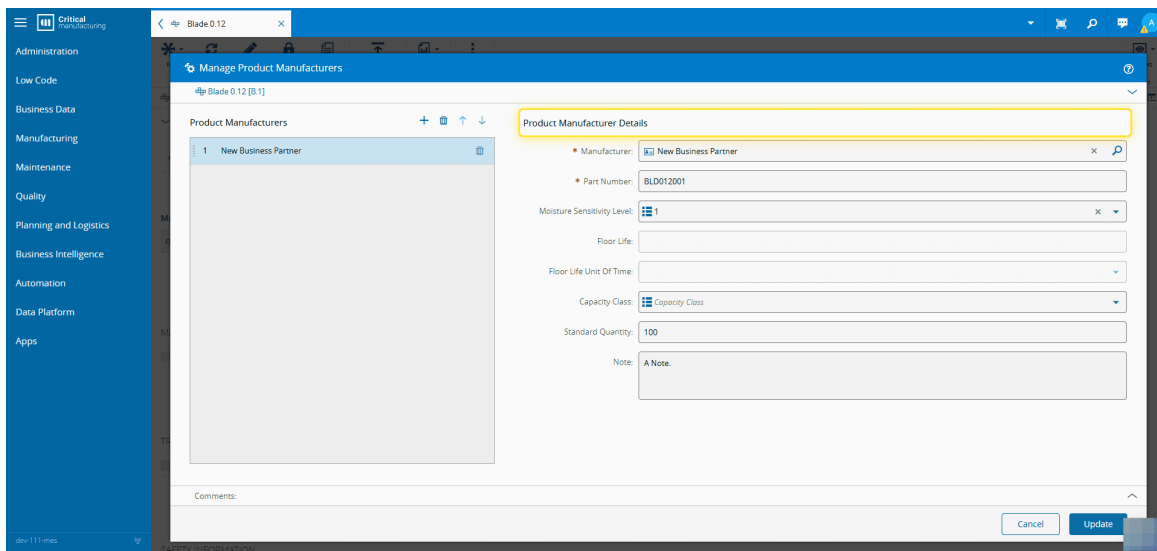 Critical
manufacturing
Blade 0.12
A
Administration
Low Code
Business Data
Manufacturing
Maintenance
Quality
Planning and Logistics
Business Intelligence
Automation
Data Platform
Apps
dev-111-mes
Manage Product Manufacturers
Blade 0.12 [B.1]
Product Manufacturers
1 New Business Partner
Product Manufacturer Details
* Manufacturer: New Business Partner
* Part Number: BLD012001
Moisture Sensitivity Level: 1
Floor Life:
Floor Life Unit Of Time:
Capacity Class: Capacity Class
Standard Quantity: 100
Note: A Note.
Comments:
Cancel
Update
SAFETY INFORMATION